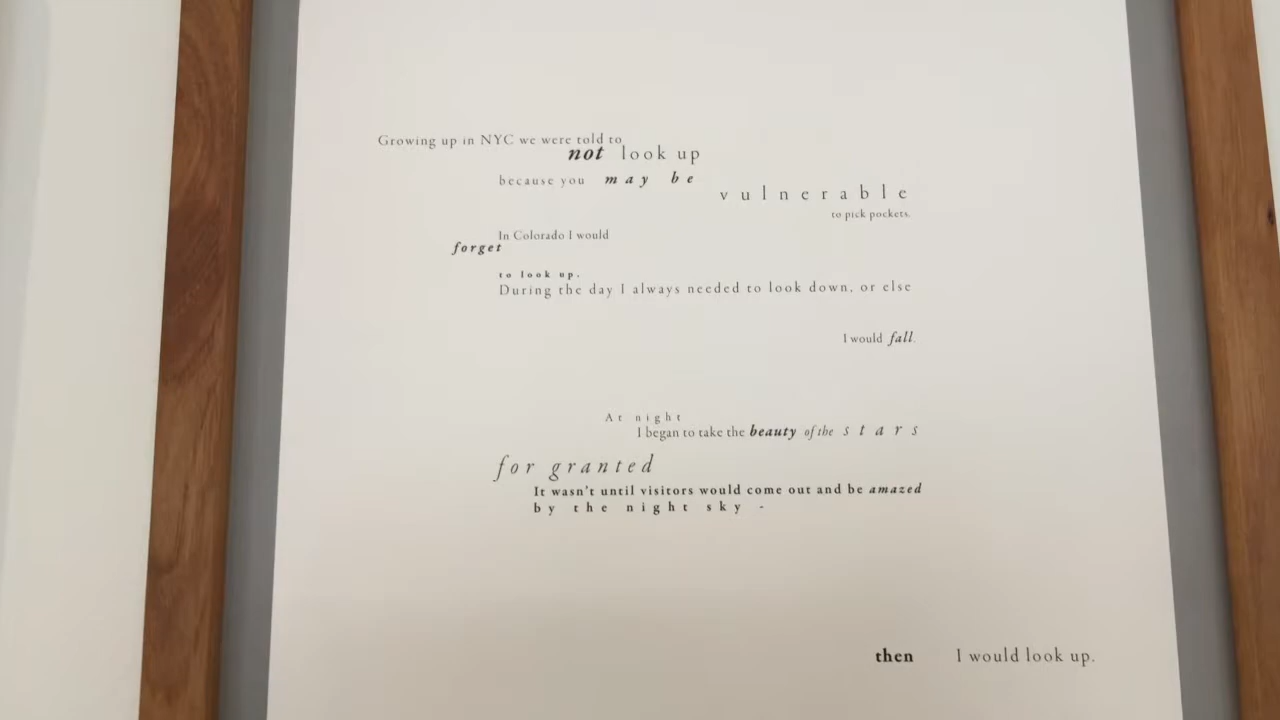 Growing up in NYC we were told to
not look up
because you may be
vulnerable
to pick pockets.
In Colorado I would
forget
to look up.
During the day I always needed to look down, or else
I would fall.
At night
I began to take the beauty of the stars
for granted
It wasn't until visitors would come out and be amazed
by the night sky -
then I would look up.